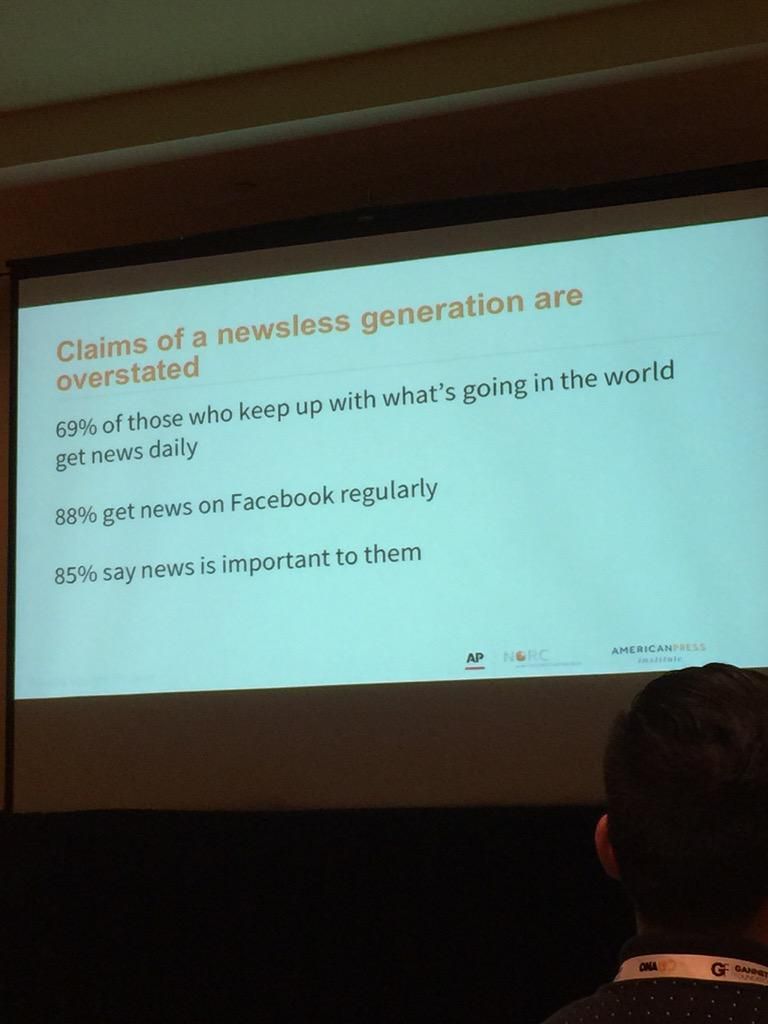 Claims of a newsless generation are
overstated
69% of those who keep up with what's going in the world
get news daily
88% get news on Facebook regularly
85% say news is important to them
AP
NORC
AMERICANPRESS
institute
ONA
GF GANNETT